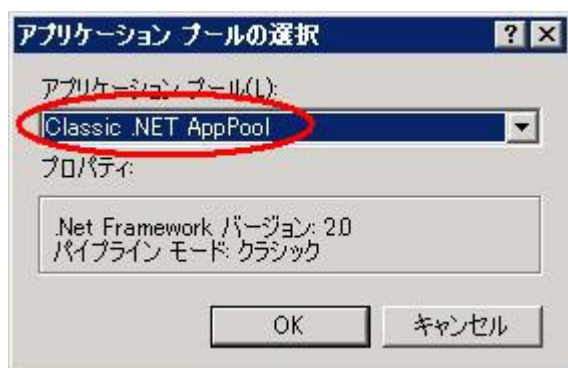 アプリケーション プールの選択
アプリケーション プール(L):
Classic .NET AppPool
プロパティ:
.Net Framework バージョン: 2.0
パイプライン モード: クラシック
OK
キャンセル